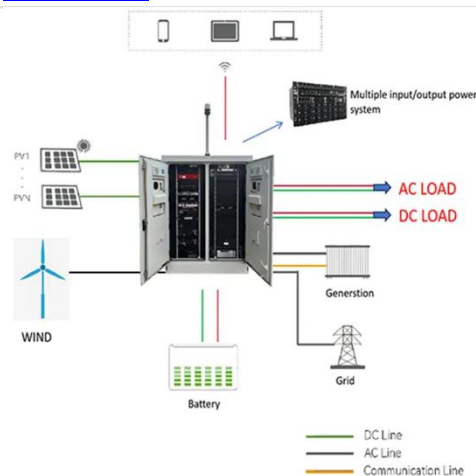 Multiple input/output power
system
PV1
PVN
AC LOAD
DC LOAD
WIND
Generstion
Grid
Battery
DC Line
AC Line
Communication Line